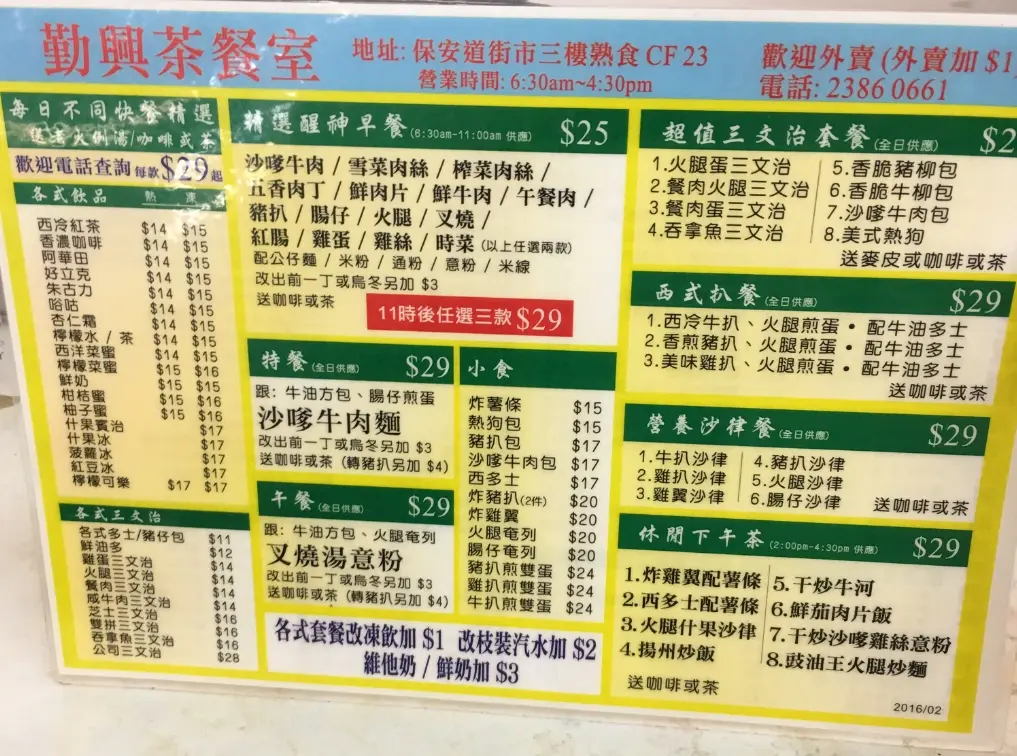 勤興茶餐室
地址: 保安道街市三樓熟食 CF 23
營業時間: 6:30am~4:30pm
歡迎外賣 (外賣加 $1
電話: 2386 0661
每日不同快餐精選
送老火例湯/咖啡或茶
歡迎電話查詢 每款 $29 起
各式飲品 熱 凍
西冷紅茶 $14 $15
香濃咖啡 $14 $15
阿華田 $14 $15
好立克 $14 $15
朱古力 $14 $15
哈咕 $14 $15
杏仁霜 $14 $15
檸檬水 / 茶 $14 $15
西洋菜蜜 $14 $15
檸檬菜蜜 $15 $16
鮮奶 $15 $15
柑桔蜜 $15 $16
柚子蜜 $15 $16
什果賓治 $17
什果冰 $17
菠蘿冰 $17
紅豆冰 $17
檸檬可樂 $17 $17
各式三文治
各式多士/豬仔包 $11
鮮油多 $12
雞蛋三文治 $14
火腿三文治 $14
餐肉三文治 $14
咸牛肉三文治 $14
芝士三文治 $16
雙拼三文治 $16
吞拿魚三文治 $16
公司三文治 $28
精選醒神早餐 (6:30am-11:00am 供應) $25
沙嗲牛肉 / 雪菜肉絲 / 榨菜肉絲 /
五香肉丁 / 鮮肉片 / 鮮牛肉 / 午餐肉 /
豬扒 / 腸仔 / 火腿 / 叉燒 /
紅腸 / 雞蛋 / 雞絲 / 時菜 (以上任選兩款)
配公仔麵 / 米粉 / 通粉 / 意粉 / 米線
改出前一丁或烏冬另加 $3
送咖啡或茶
11時後任選三款 $29
特餐 (全日供應) $29
跟: 牛油方包、腸仔煎蛋
沙嗲牛肉麵
改出前一丁或烏冬另加 $3
送咖啡或茶 (轉豬扒另加 $4)
午餐 (全日供應) $29
跟: 牛油方包、火腿奄列
叉燒湯意粉
改出前一丁或烏冬另加 $3
送咖啡或茶 (轉豬扒另加 $4)
小食
炸薯條 $15
熱狗包 $15
豬扒包 $17
沙嗲牛肉包 $17
西多士 $17
炸豬扒(2件) $20
炸雞翼 $20
火腿奄列 $20
腸仔奄列 $20
豬扒煎雙蛋 $24
雞扒煎雙蛋 $24
牛扒煎雙蛋 $24
各式套餐改凍飲加 $1 改枝裝汽水加 $2
維他奶 / 鮮奶加 $3
超值三文治套餐 (全日供應) $2
1.火腿蛋三文治 5.香脆豬柳包
2.餐肉火腿三文治 6.香脆牛柳包
3.餐肉蛋三文治 7.沙嗲牛肉包
4.吞拿魚三文治 8.美式熱狗
送麥皮或咖啡或茶
西式扒餐 (全日供應) $29
1.西冷牛扒、火腿煎蛋 • 配牛油多士
2.香煎豬扒、火腿煎蛋 • 配牛油多士
3.美味雞扒、火腿煎蛋 • 配牛油多士
送咖啡或茶
營養沙律餐 (全日供應) $29
1.牛扒沙律 4.豬扒沙律
2.雞扒沙律 5.火腿沙律
3.雞翼沙律 6.腸仔沙律 送咖啡或茶
休閒下午茶 (2:00pm-4:30pm 供應) $29
1.炸雞翼配薯條 5.干炒牛河
2.西多士配薯條 6.鮮茄肉片飯
3.火腿什果沙律 7.干炒沙嗲雞絲意粉
4.揚州炒飯 8.豉油王火腿炒麵
送咖啡或茶
2016/02